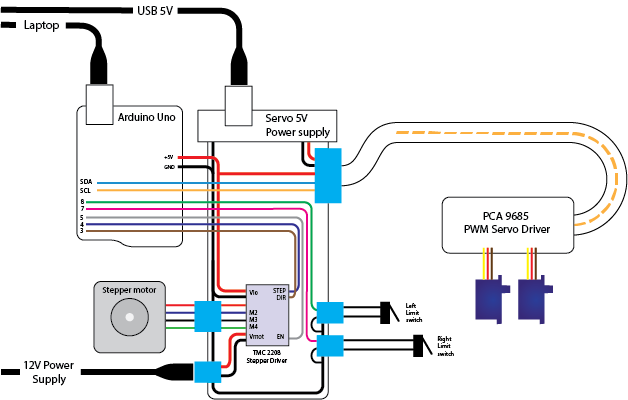 USB 5V
Laptop
Arduino Uno
Servo 5V
Power supply
+5V
GND
SDA
SCL
8
7
5
4
3
PCA 9685
PWM Servo Driver
Stepper motor
Vio
STEP
DIR
M2
M3
M4
Vmot
EN
TMC 2208
Stepper Driver
Left
Limit
switch
Right
Limit
switch
12V Power
Supply